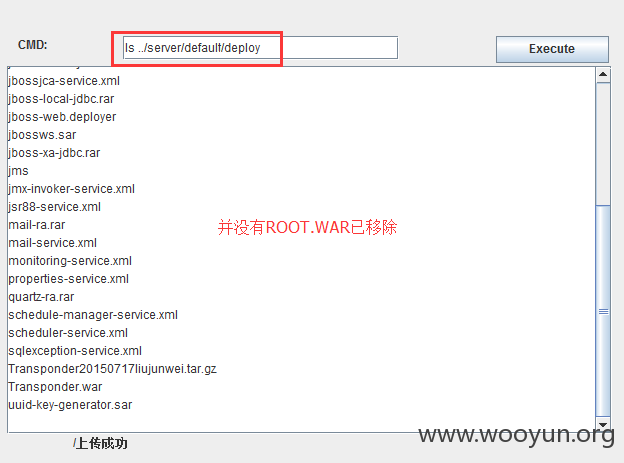 CMD:
ls ../server/default/deploy
Execute
jbossjca-service.xml
jboss-local-jdbc.rar
jboss-web.deployer
jbossws.sar
jboss-xa-jdbc.rar
jms
jmx-invoker-service.xml
jsr88-service.xml
mail-ra.rar
并没有ROOT.WAR已移除
mail-service.xml
monitoring-service.xml
properties-service.xml
quartz-ra.rar
schedule-manager-service.xml
scheduler-service.xml
sqlexception-service.xml
Transponder20150717liujunwei.tar.gz
Transponder.war
uuid-key-generator.sar
www.wooyun.org
/上传成功